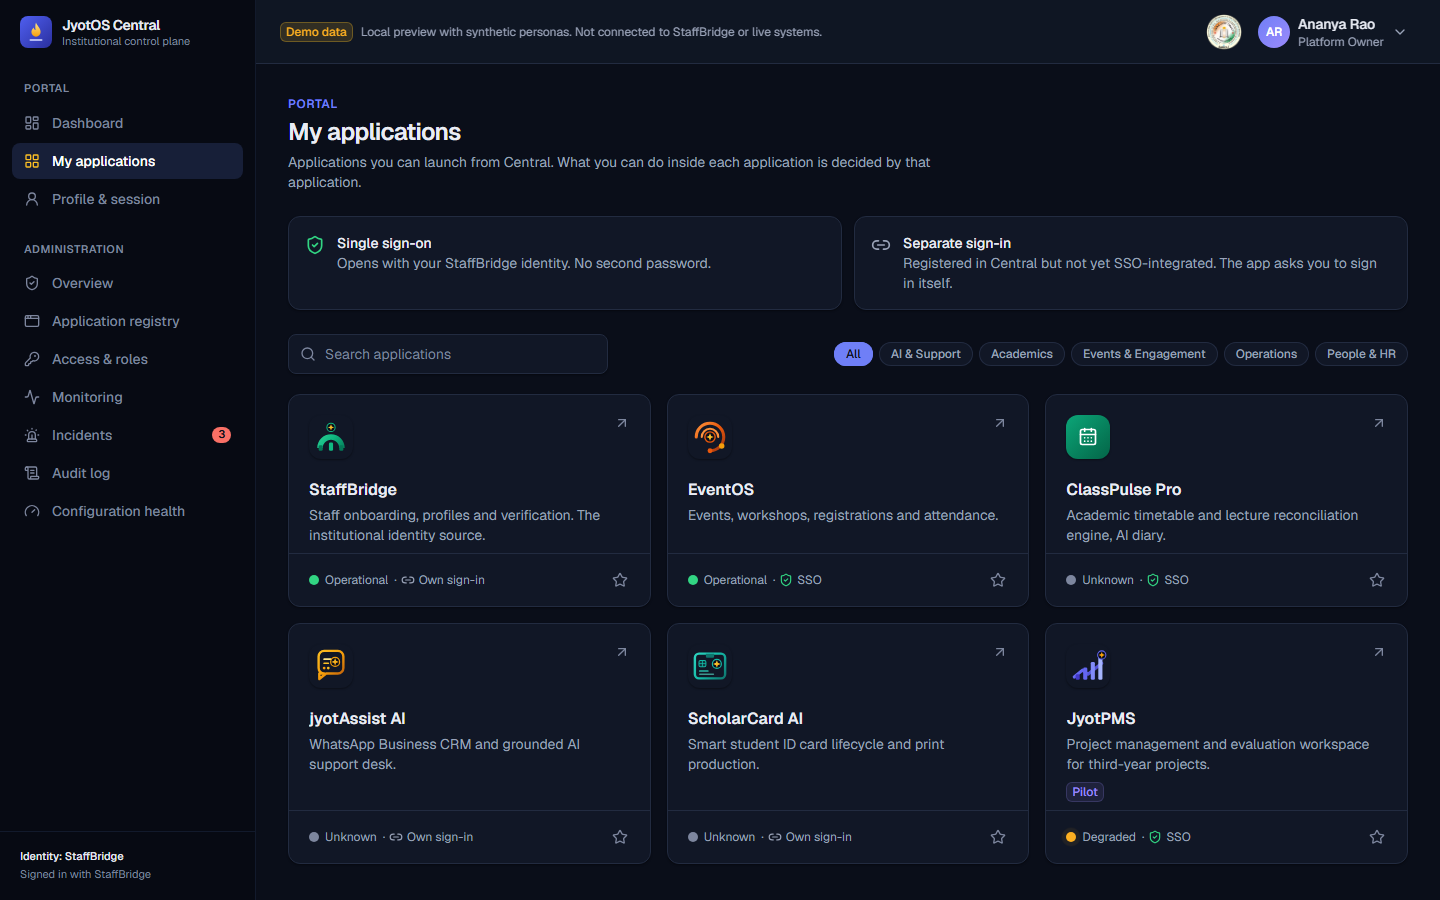 JyotOS Central
Institutional control plane
PORTAL
Dashboard
My applications
Profile & session
ADMINISTRATION
Overview
Application registry
Access & roles
Monitoring
Incidents 3
Audit log
Configuration health
Identity: StaffBridge
Signed in with StaffBridge
Demo data Local preview with synthetic personas. Not connected to StaffBridge or live systems.
AR
Ananya Rao
Platform Owner
PORTAL
My applications
Applications you can launch from Central. What you can do inside each application is decided by that
application.
Single sign-on
Opens with your StaffBridge identity. No second password.
Separate sign-in
Registered in Central but not yet SSO-integrated. The app asks you to sign
in itself.
Search applications
All AI & Support Academics Events & Engagement Operations People & HR
StaffBridge
Staff onboarding, profiles and verification. The
institutional identity source.
Operational · Own sign-in
EventOS
Events, workshops, registrations and attendance.
Operational · SSO
ClassPulse Pro
Academic timetable and lecture reconciliation
engine, AI diary.
Unknown · SSO
jyotAssist AI
WhatsApp Business CRM and grounded AI
support desk.
Unknown · Own sign-in
ScholarCard AI
Smart student ID card lifecycle and print
production.
Unknown · Own sign-in
JyotPMS
Project management and evaluation workspace
for third-year projects.
Pilot
Degraded · SSO